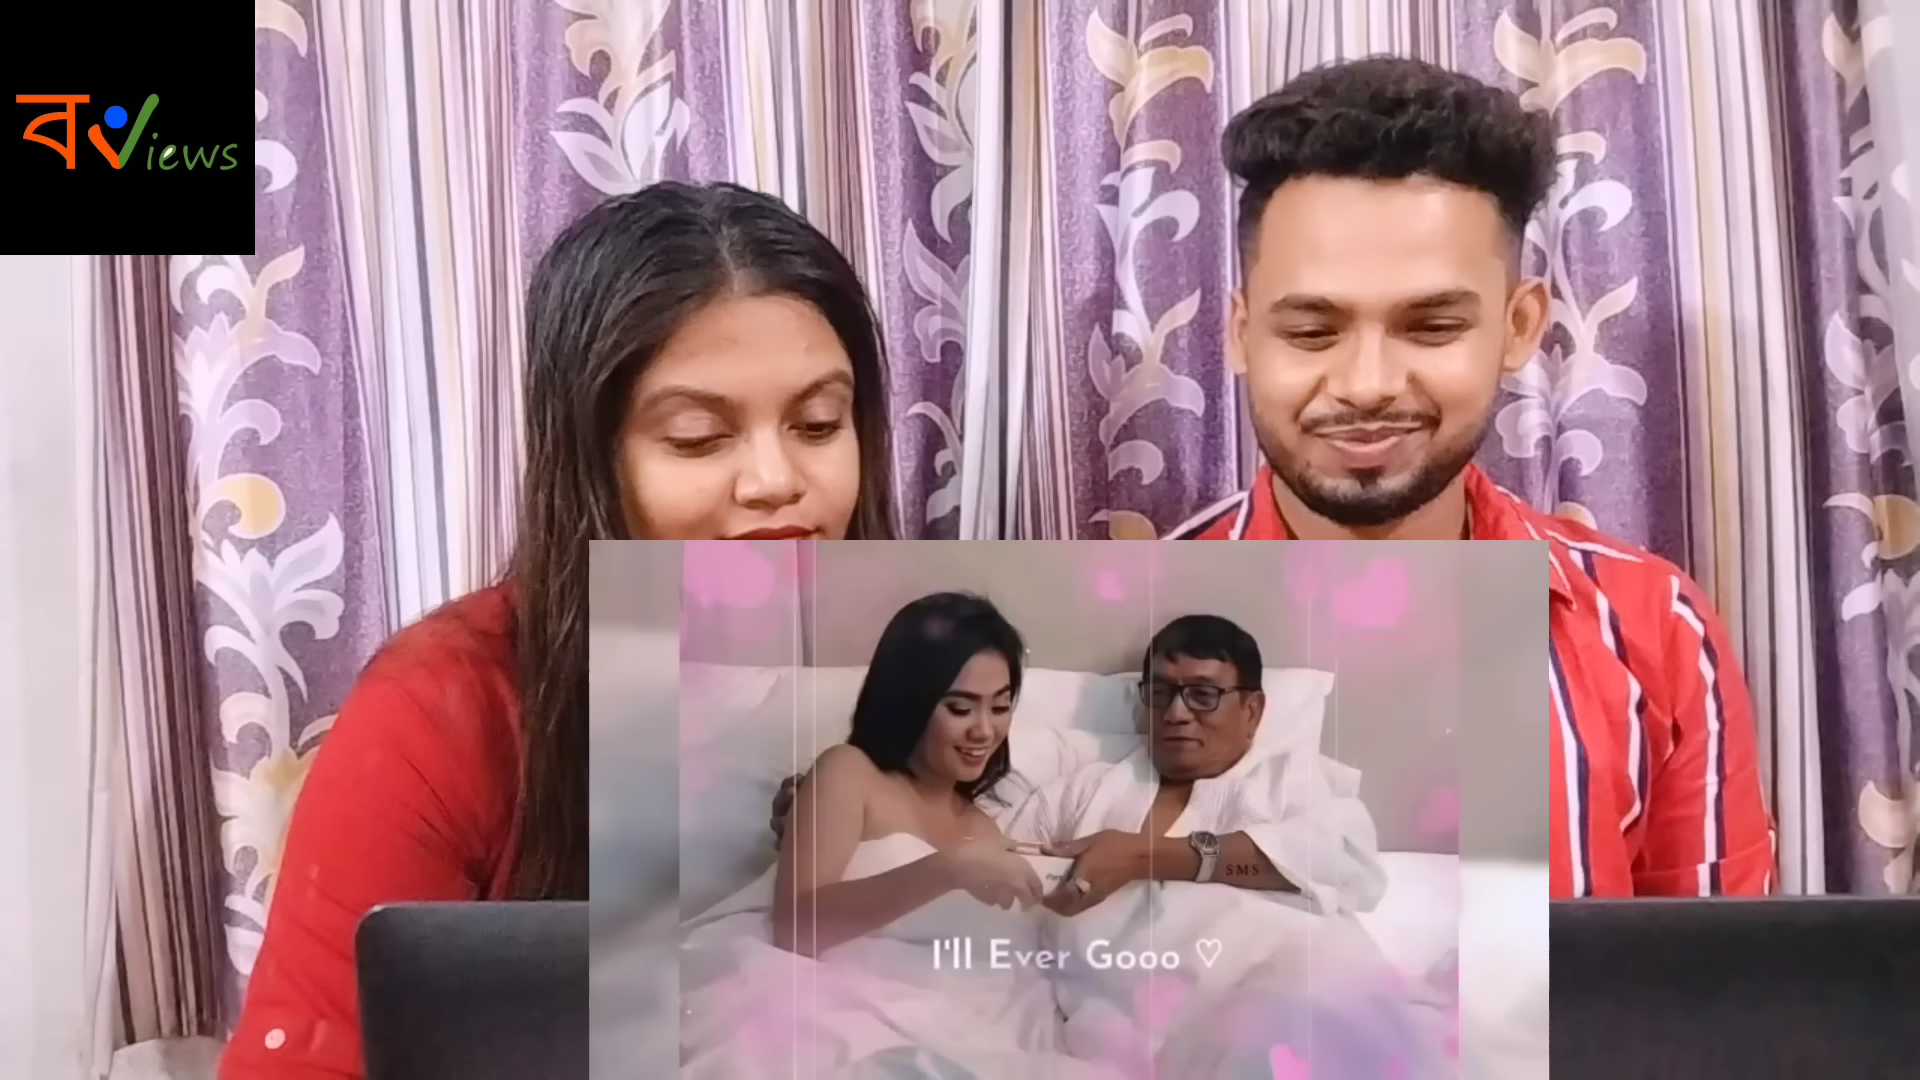 বViews
SMS
I'll Ever Gooo ♡